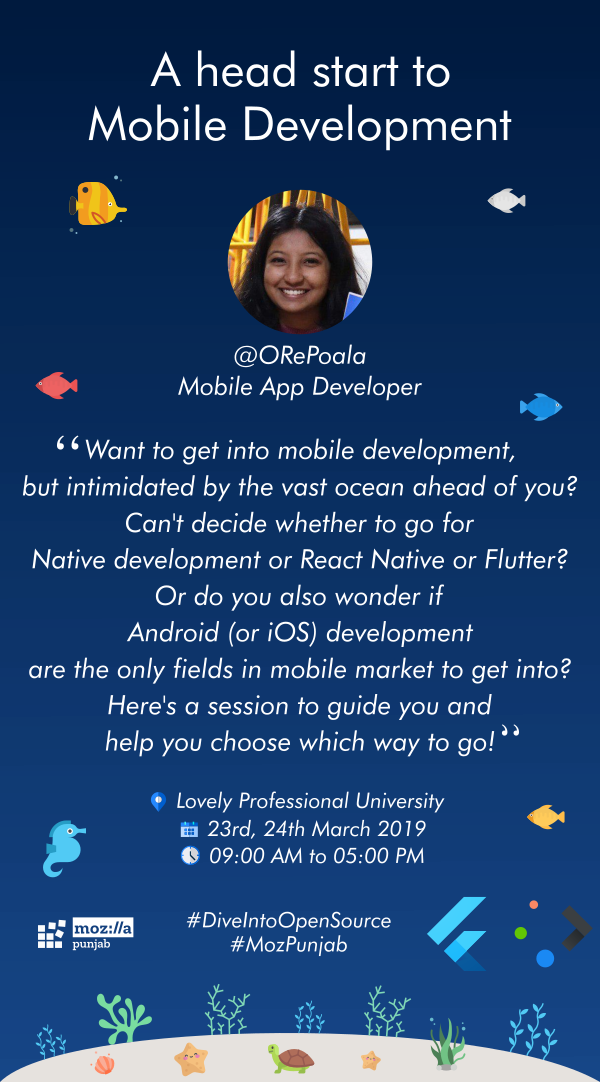 A head start to
Mobile Development
@ORePoala
Mobile App Developer
“Want to get into mobile development,
but intimidated by the vast ocean ahead of you?
Can't decide whether to go for
Native development or React Native or Flutter?
Or do you also wonder if
Android (or iOS) development
are the only fields in mobile market to get into?
Here's a session to guide you and
help you choose which way to go!”
Lovely Professional University
23rd, 24th March 2019
09:00 AM to 05:00 PM
moz://a
punjab
#DiveIntoOpenSource
#MozPunjab